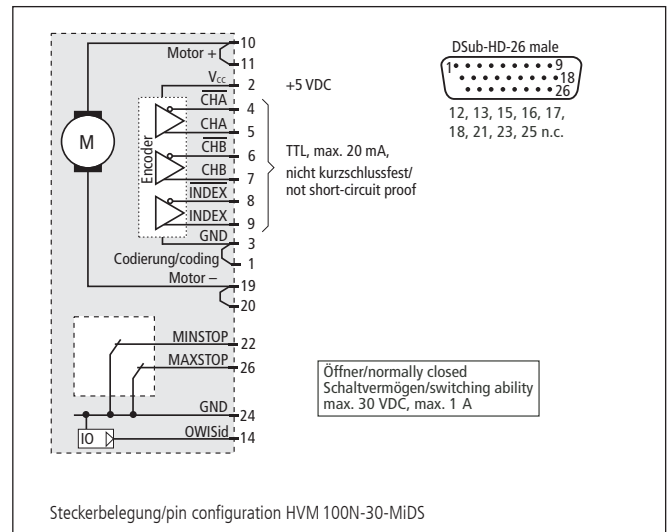 10
Motor +
11
Vcc 2 +5 VDC
CHA 4
CHA 5
CHB 6
CHB 7
INDEX 8
INDEX 9
GND 3
Codierung/coding 1
Motor – 19
20
M
Encoder
TTL, max. 20 mA,
nicht kurzschlussfest/
not short-circuit proof
DSub-HD-26 male
1 9
18
26
12, 13, 15, 16, 17,
18, 21, 23, 25 n.c.
MINSTOP 22
MAXSTOP 26
GND 24
IO OWISid 14
Öffner/normally closed
Schaltvermögen/switching ability
max. 30 VDC, max. 1 A
Steckerbelegung/pin configuration HVM 100N-30-MiDS